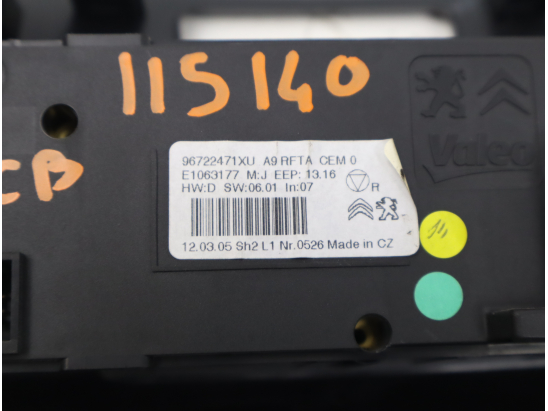 115140
CB
Valeo
96722471XU A9 RFTA CEM 0
E1063177 M:J EEP: 13.16
HW:D SW:06.01 In:07
R
12.03.05 Sh2 L1 Nr.0526 Made in CZ